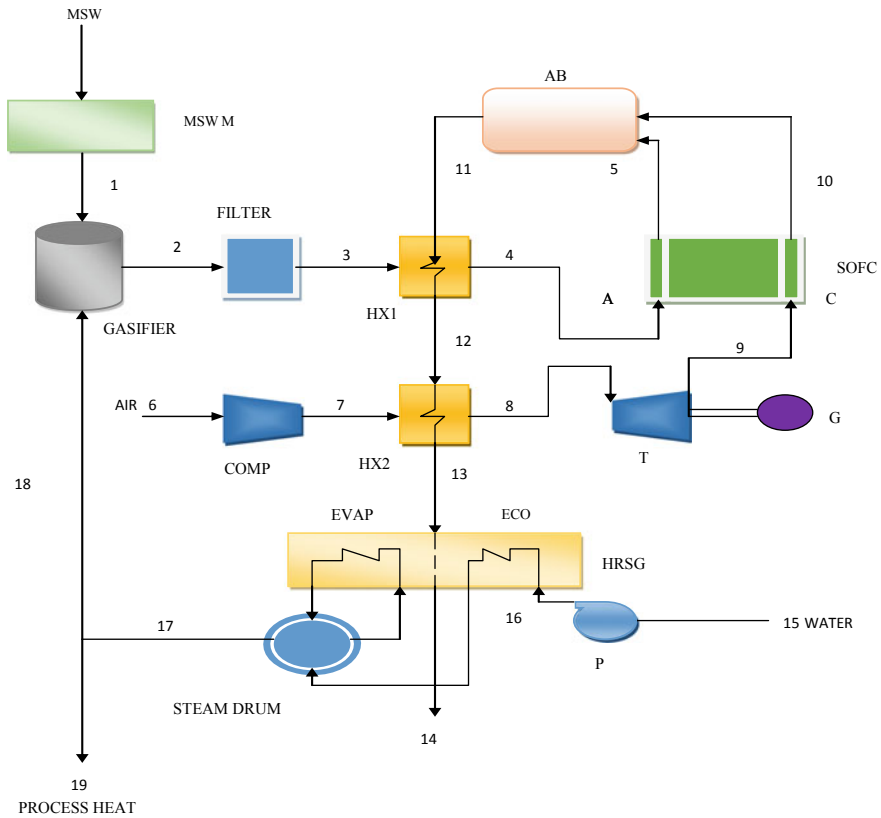 MSW
AB
MSW M
1
11
5
10
FILTER
2
3
4
SOFC
A
C
HX1
GASIFIER
12
9
AIR
6
7
8
G
HX2
T
COMP
13
18
EVAP
ECO
HRSG
17
16
15 WATER
P
STEAM DRUM
14
19
PROCESS HEAT